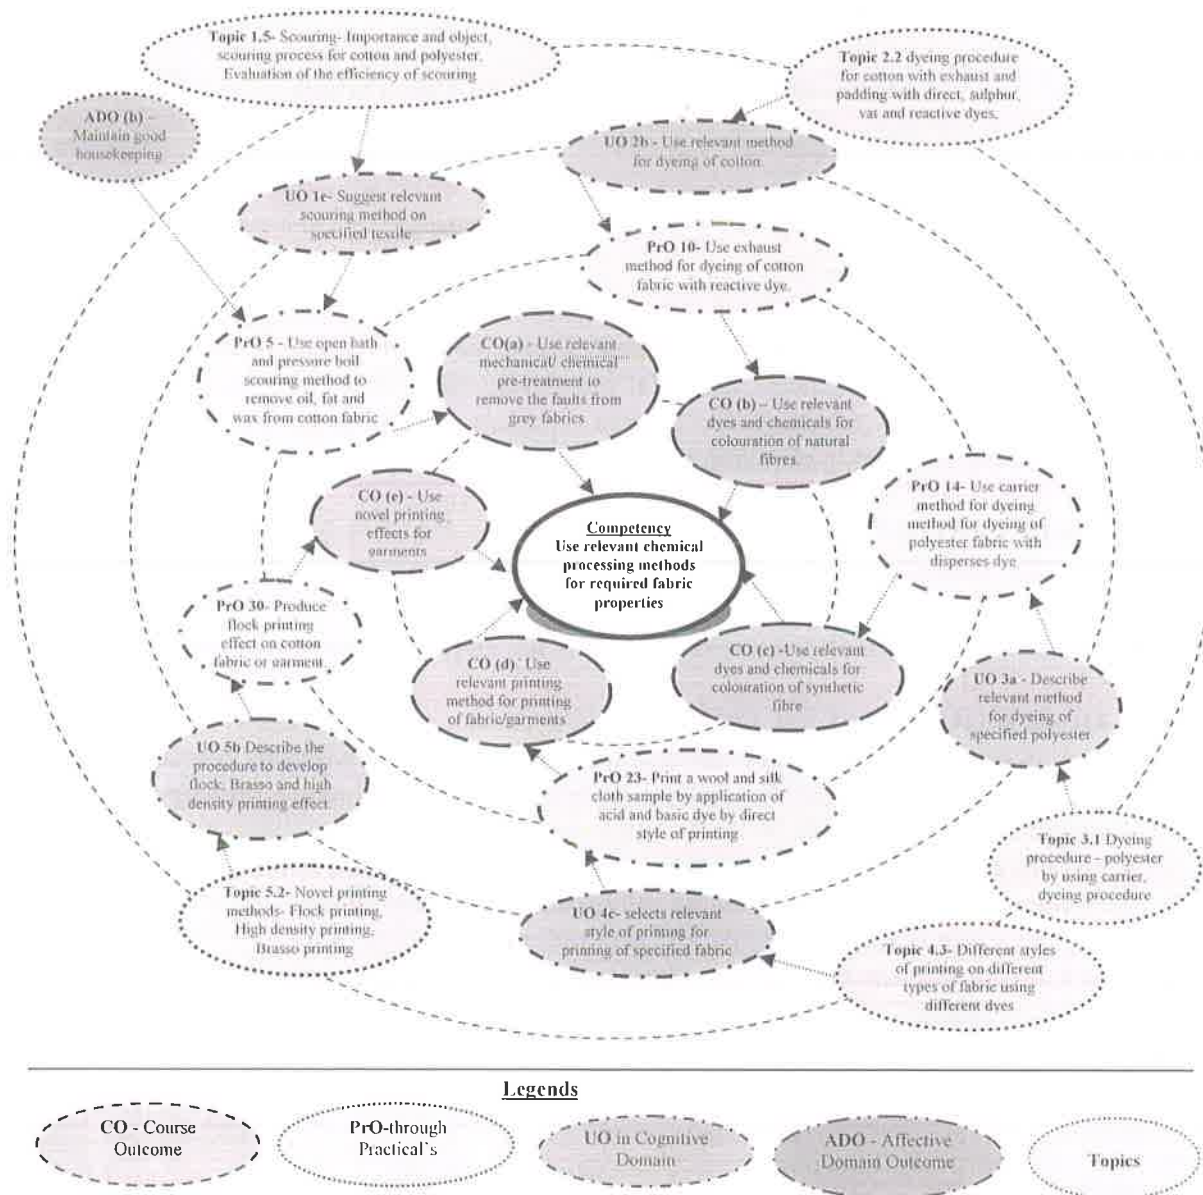 Topic 1.5- Scouring- Importance and object,
scouring process for cotton and polyester.
Evaluation of the efficiency of scouring
Topic 2.2 dyeing procedure
for cotton with exhaust and
padding with direct, sulphur,
vat and reactive dyes.
ADO (b) –
Maintain good
housekeeping
UO 2b - Use relevant method
for dyeing of cotton
UO 1e- Suggest relevant
scouring method on
specified textile
PrO 10- Use exhaust
method for dyeing of cotton
fabric with reactive dye.
PrO 5 - Use open bath
and pressure boil
scouring method to
remove oil, fat and
wax from cotton fabric
CO(a) - Use relevant
mechanical/ chemical
pre-treatment to
remove the faults from
grey fabrics
CO (b) – Use relevant
dyes and chemicals for
colouration of natural
fibres.
CO (e) - Use
novel printing
effects for
garments
PrO 14- Use carrier
method for dyeing
method for dyeing of
polyester fabric with
disperses dye
Competency
Use relevant chemical
processing methods
for required fabric
properties
PrO 30- Produce
flock printing
effect on cotton
fabric or garment.
CO (d) Use
relevant printing
method for printing
of fabric/garments
CO (c) -Use relevant
dyes and chemicals for
colouration of synthetic
fibre
UO 3a - Describe
relevant method
for dyeing of
specified polyester
UO 5b Describe the
procedure to develop
flock, Brasso and high
density printing effect
PrO 23- Print a wool and silk
cloth sample by application of
acid and basic dye by direct
style of printing
Topic 3.1 Dyeing
procedure - polyester
by using carrier,
dyeing procedure
Topic 5.2- Novel printing
methods- Flock printing,
High density printing,
Brasso printing
UO 4c- selects relevant
style of printing for
printing of specified fabric
Topic 4.3- Different styles
of printing on different
types of fabric using
different dyes
Legends
CO - Course
Outcome
PrO-through
Practical`s
UO in Cognitive
Domain
ADO - Affective
Domain Outcome
Topics